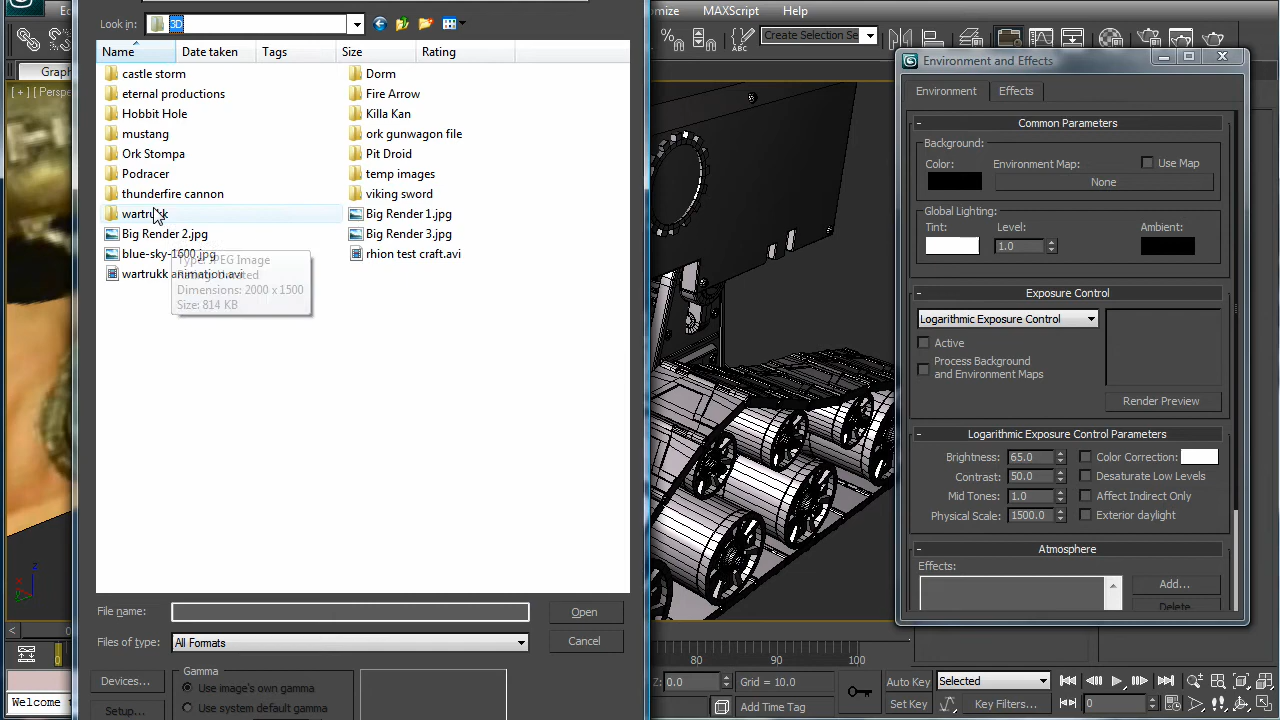 Look in: 3D
Name Date taken Tags Size Rating
castle storm
eternal productions
Hobbit Hole
mustang
Ork Stompa
Podracer
thunderfire cannon
wartrukk
Big Render 2.jpg
blue-sky-1600.jpg
wartrukk animation.avi
Dorm
Fire Arrow
Killa Kan
ork gunwagon file
Pit Droid
temp images
viking sword
Big Render 1.jpg
Big Render 3.jpg
rhion test craft.avi
Type: JPEG Image
Dimensions: 2000 x 1500
Size: 814 KB
File name:
Open
Files of type: All Formats
Cancel
Devices...
Setup...
Gamma
Use image's own gamma
Use system default gamma
omize MAXScript Help
Create Selection Se
Graph
[ + ] [ Persp
Environment and Effects
Environment Effects
- Common Parameters
Background:
Color: Environment Map: Use Map
None
Global Lighting:
Tint: Level: Ambient:
1.0
- Exposure Control
Logarithmic Exposure Control
Active
Process Background
and Environment Maps
Render Preview
- Logarithmic Exposure Control Parameters
Brightness: 65.0 Color Correction:
Contrast: 50.0 Desaturate Low Levels
Mid Tones: 1.0 Affect Indirect Only
Physical Scale: 1500.0 Exterior daylight
- Atmosphere
Effects:
Add...
Delete
z
x
80 100
Z: 0.0 Grid = 10.0
Add Time Tag
Auto Key Selected
Set Key Key Filters...
0
Welcome t